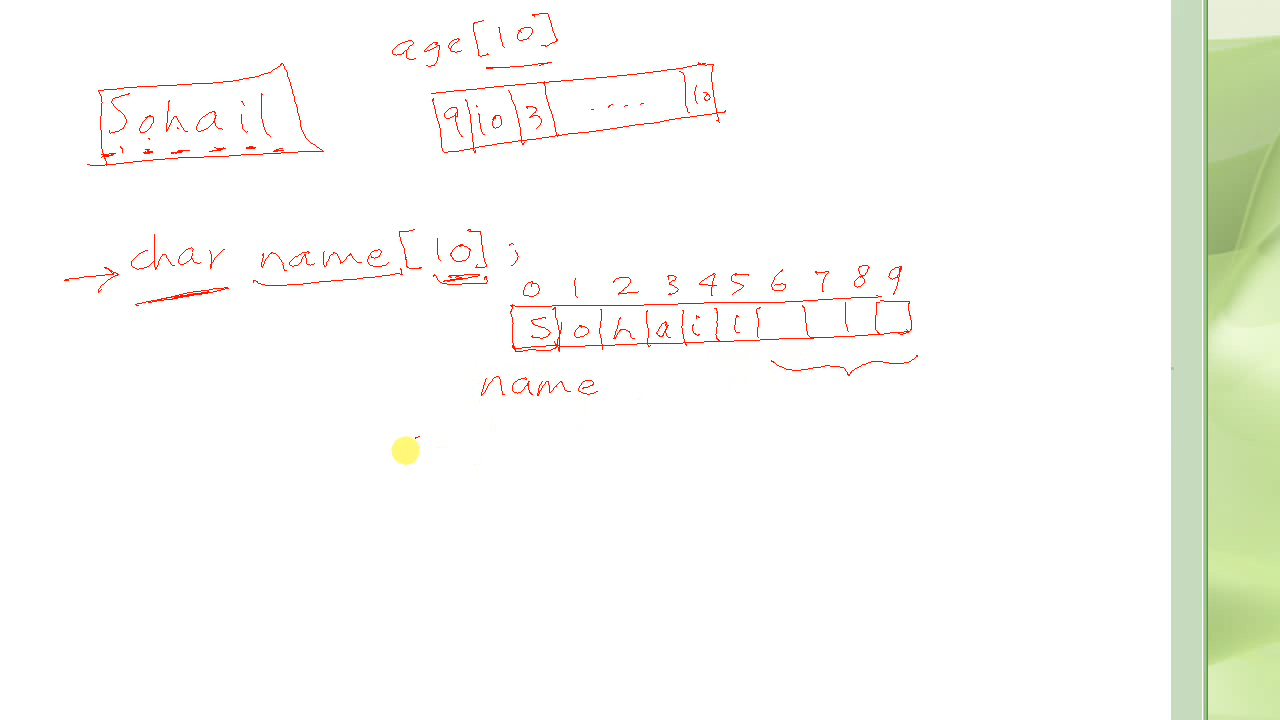 age[10]
Sohail
9 10 3 .... 10
char name[10];
0 1 2 3 4 5 6 7 8 9
S o h a i l
name